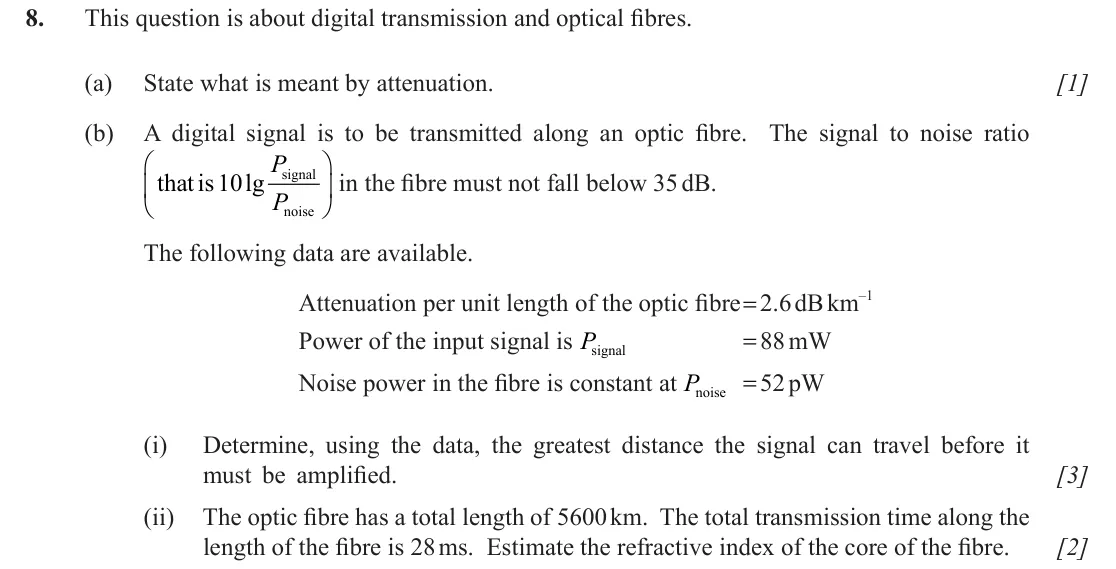 8. This question is about digital transmission and optical fibres.
(a) State what is meant by attenuation. [1]
(b) A digital signal is to be transmitted along an optic fibre. The signal to noise ratio
(that is 10 lg P_signal/P_noise) in the fibre must not fall below 35 dB.
The following data are available.
Attenuation per unit length of the optic fibre=2.6 dB km⁻¹
Power of the input signal is P_signal =88 mW
Noise power in the fibre is constant at P_noise =52 pW
(i) Determine, using the data, the greatest distance the signal can travel before it
must be amplified. [3]
(ii) The optic fibre has a total length of 5600 km. The total transmission time along the
length of the fibre is 28 ms. Estimate the refractive index of the core of the fibre. [2]